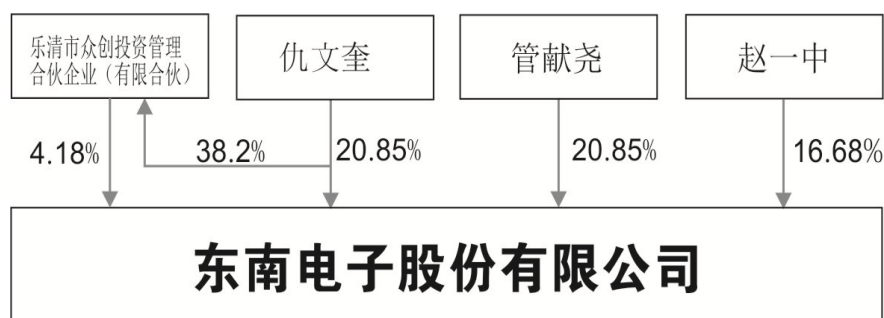 乐清市众创投资管理
合伙企业（有限合伙）
仇文奎
管献尧
赵一中
4.18%
38.2%
20.85%
20.85%
16.68%
东南电子股份有限公司